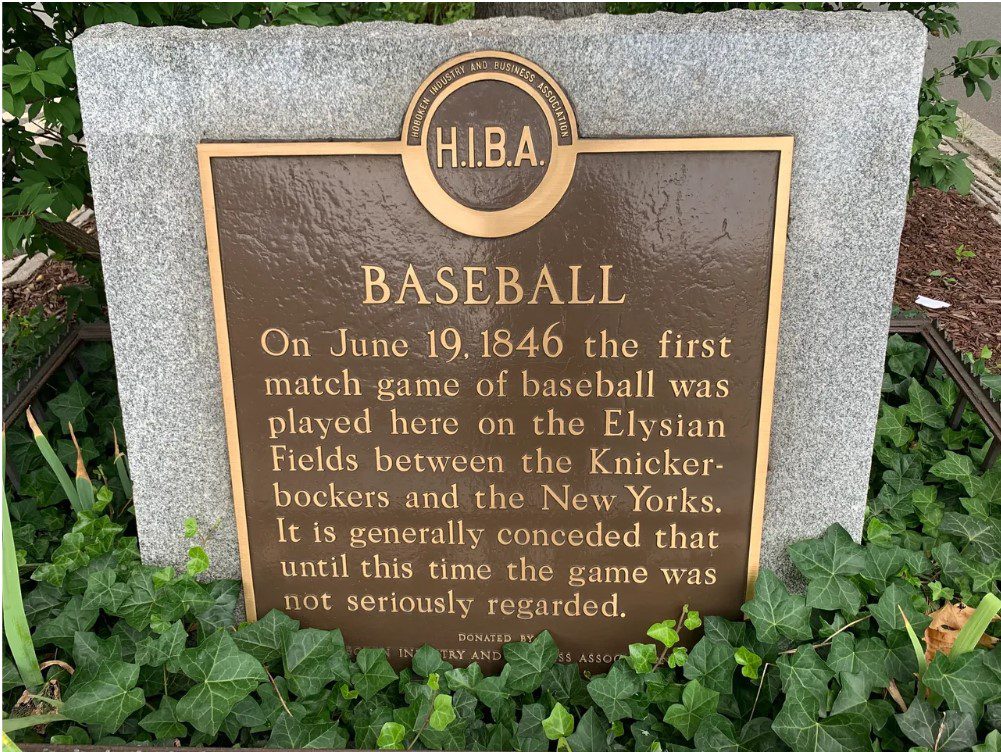 HOBOKEN INDUSTRY AND BUSINESS ASSOCIATION
H.I.B.A.
BASEBALL
On June 19, 1846 the first
match game of baseball was
played here on the Elysian
Fields between the Knicker-
bockers and the New Yorks.
It is generally conceded that
until this time the game was
not seriously regarded.
DONATED BY
INDUSTRY AND